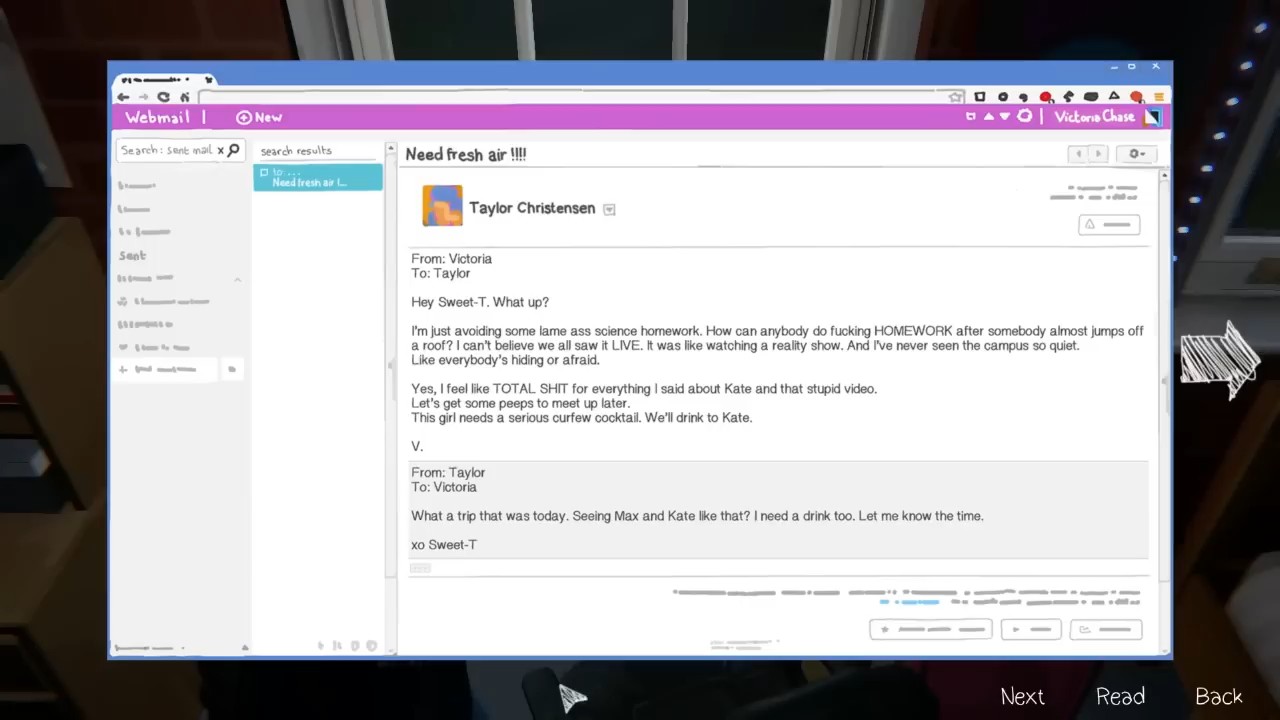 Webmail |
New
Victoria Chase
Search: sent mail x
search results
to: ...
Need fresh air !...
Sent
Need fresh air !!!!
Taylor Christensen
From: Victoria
To: Taylor
Hey Sweet-T. What up?
I'm just avoiding some lame ass science homework. How can anybody do fucking HOMEWORK after somebody almost jumps off
a roof? I can't believe we all saw it LIVE. It was like watching a reality show. And I've never seen the campus so quiet.
Like everybody's hiding or afraid.
Yes, I feel like TOTAL SHIT for everything I said about Kate and that stupid video.
Let's get some peeps to meet up later.
This girl needs a serious curfew cocktail. We'll drink to Kate.
V.
From: Taylor
To: Victoria
What a trip that was today. Seeing Max and Kate like that? I need a drink too. Let me know the time.
xo Sweet-T
Next
Read
Back